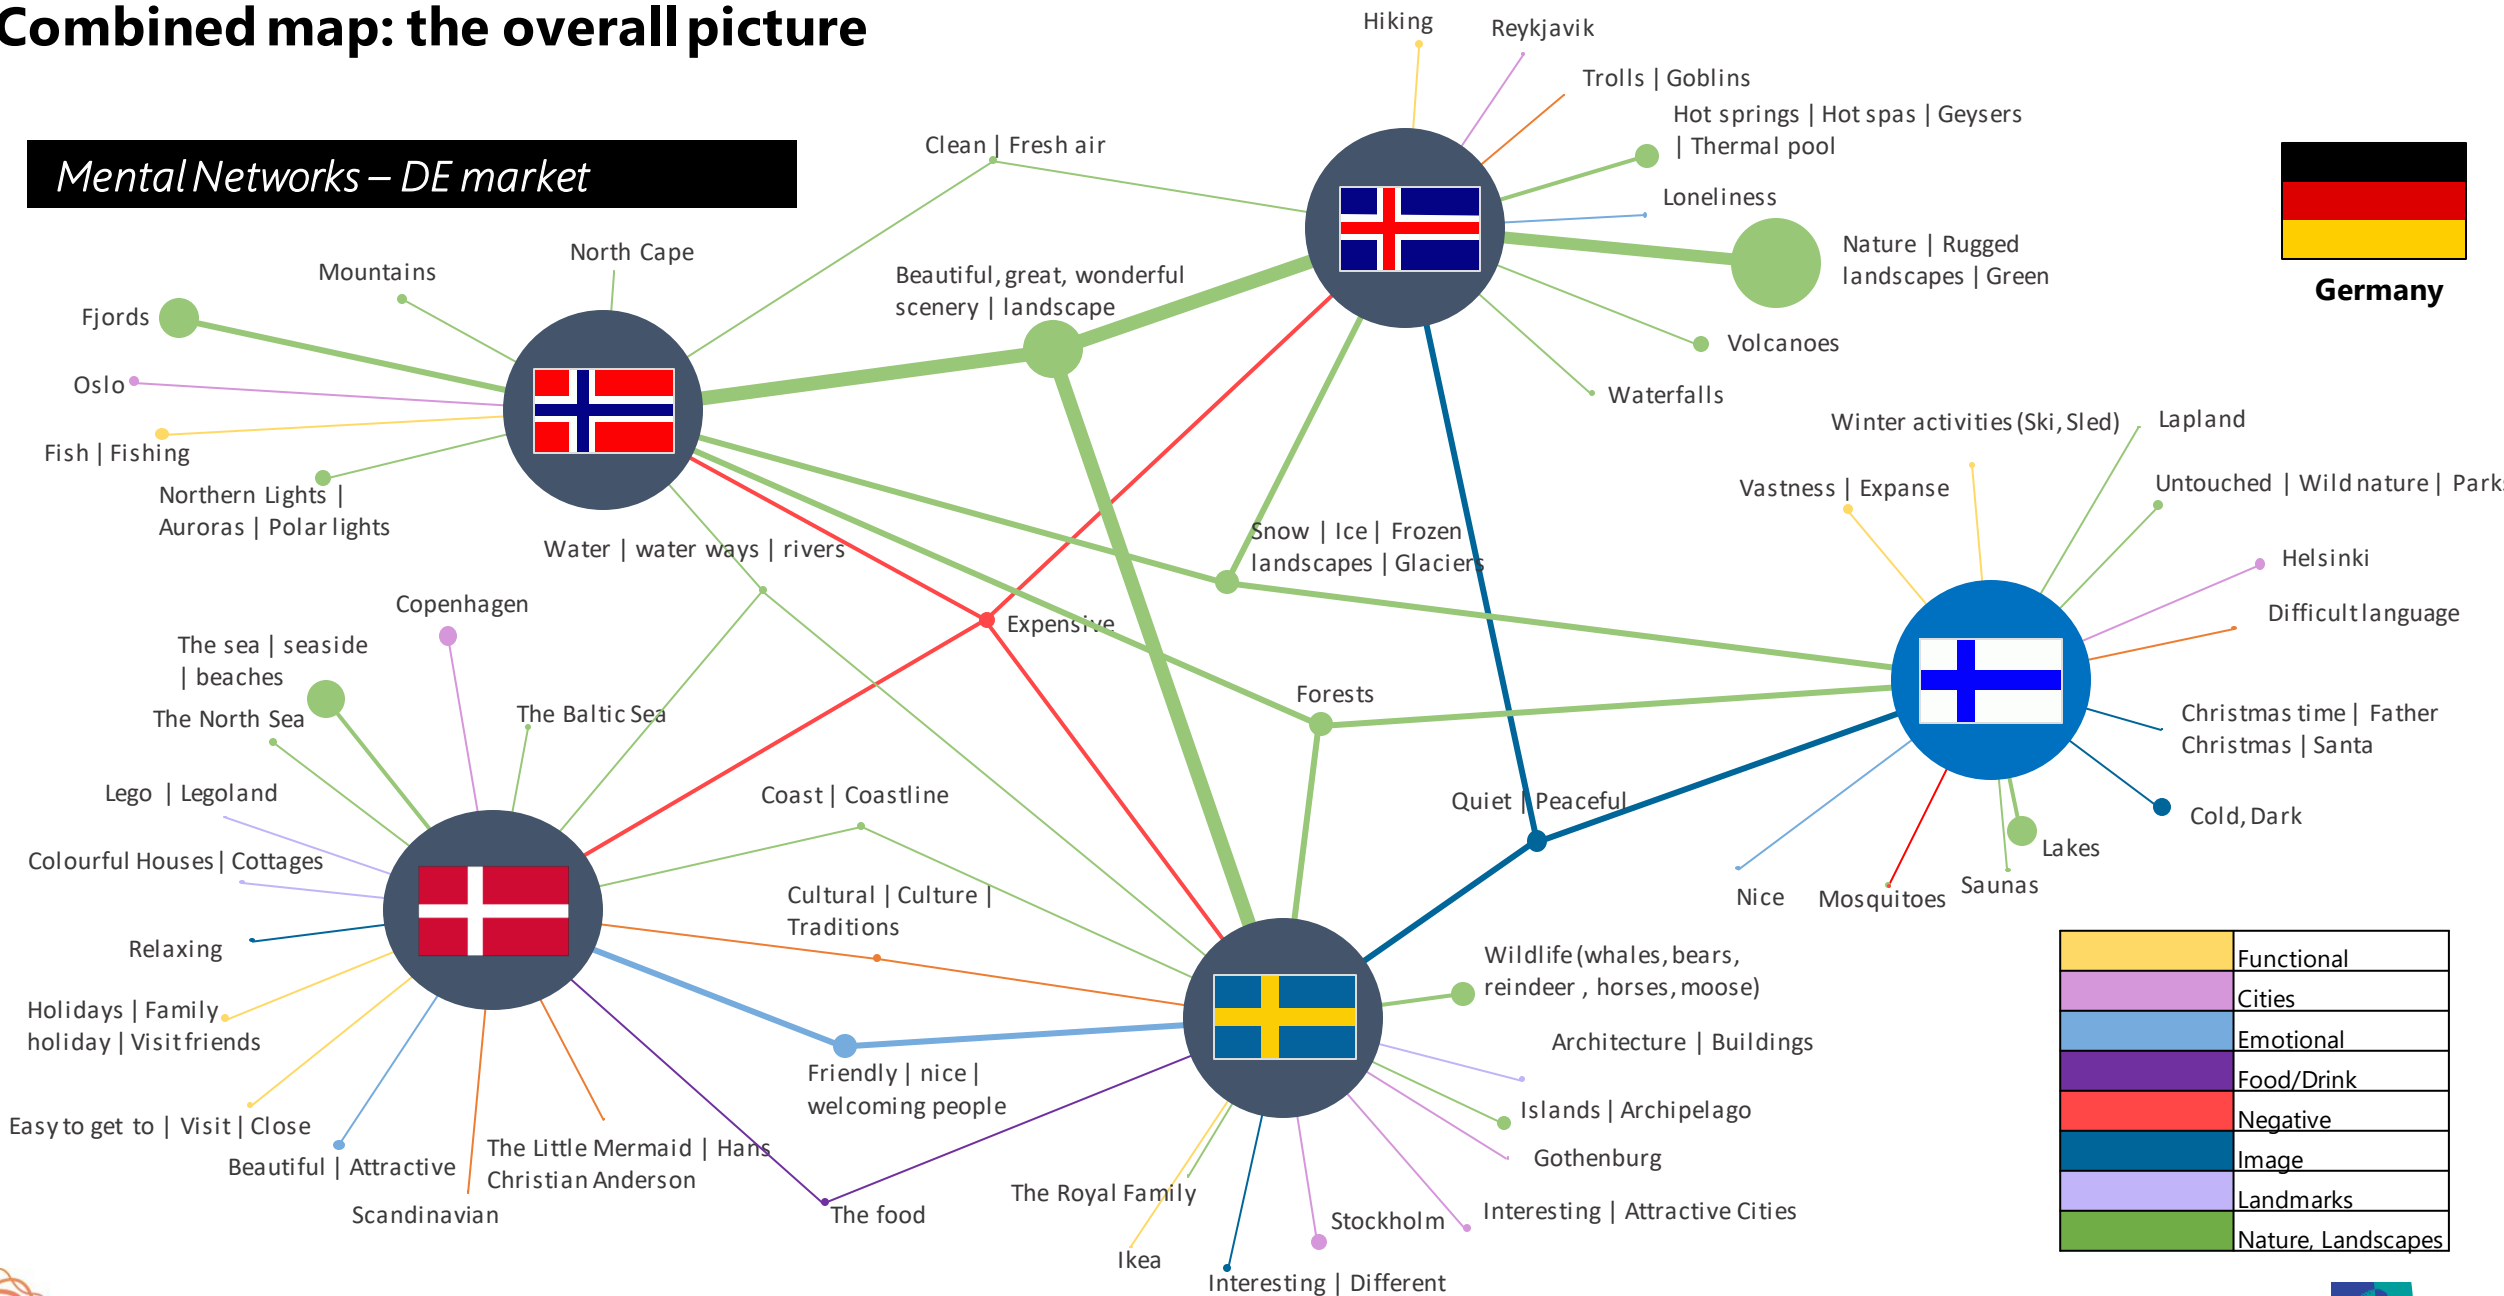 Combined map: the overall picture
Mental Networks – DE market
Germany
Hiking
Reykjavik
Trolls | Goblins
Hot springs | Hot spas | Geysers
| Thermal pool
Loneliness
Nature | Rugged
landscapes | Green
Volcanoes
Waterfalls
Clean | Fresh air
Beautiful, great, wonderful
scenery | landscape
North Cape
Mountains
Fjords
Oslo
Fish | Fishing
Northern Lights |
Auroras | Polar lights
Water | water ways | rivers
Snow | Ice | Frozen
landscapes | Glaciers
Expensive
Forests
Quiet | Peaceful
Winter activities (Ski, Sled)
Lapland
Vastness | Expanse
Untouched | Wild nature | Parks
Helsinki
Difficult language
Christmas time | Father
Christmas | Santa
Cold, Dark
Lakes
Saunas
Mosquitoes
Nice
Copenhagen
The sea | seaside
| beaches
The North Sea
The Baltic Sea
Lego | Legoland
Colourful Houses | Cottages
Relaxing
Holidays | Family
holiday | Visit friends
Easy to get to | Visit | Close
Beautiful | Attractive
Scandinavian
The Little Mermaid | Hans
Christian Anderson
Coast | Coastline
Cultural | Culture |
Traditions
Friendly | nice |
welcoming people
The food
Wildlife (whales, bears,
reindeer , horses, moose)
Architecture | Buildings
Islands | Archipelago
Gothenburg
Interesting | Attractive Cities
Stockholm
The Royal Family
Ikea
Interesting | Different
Functional
Cities
Emotional
Food/Drink
Negative
Image
Landmarks
Nature, Landscapes